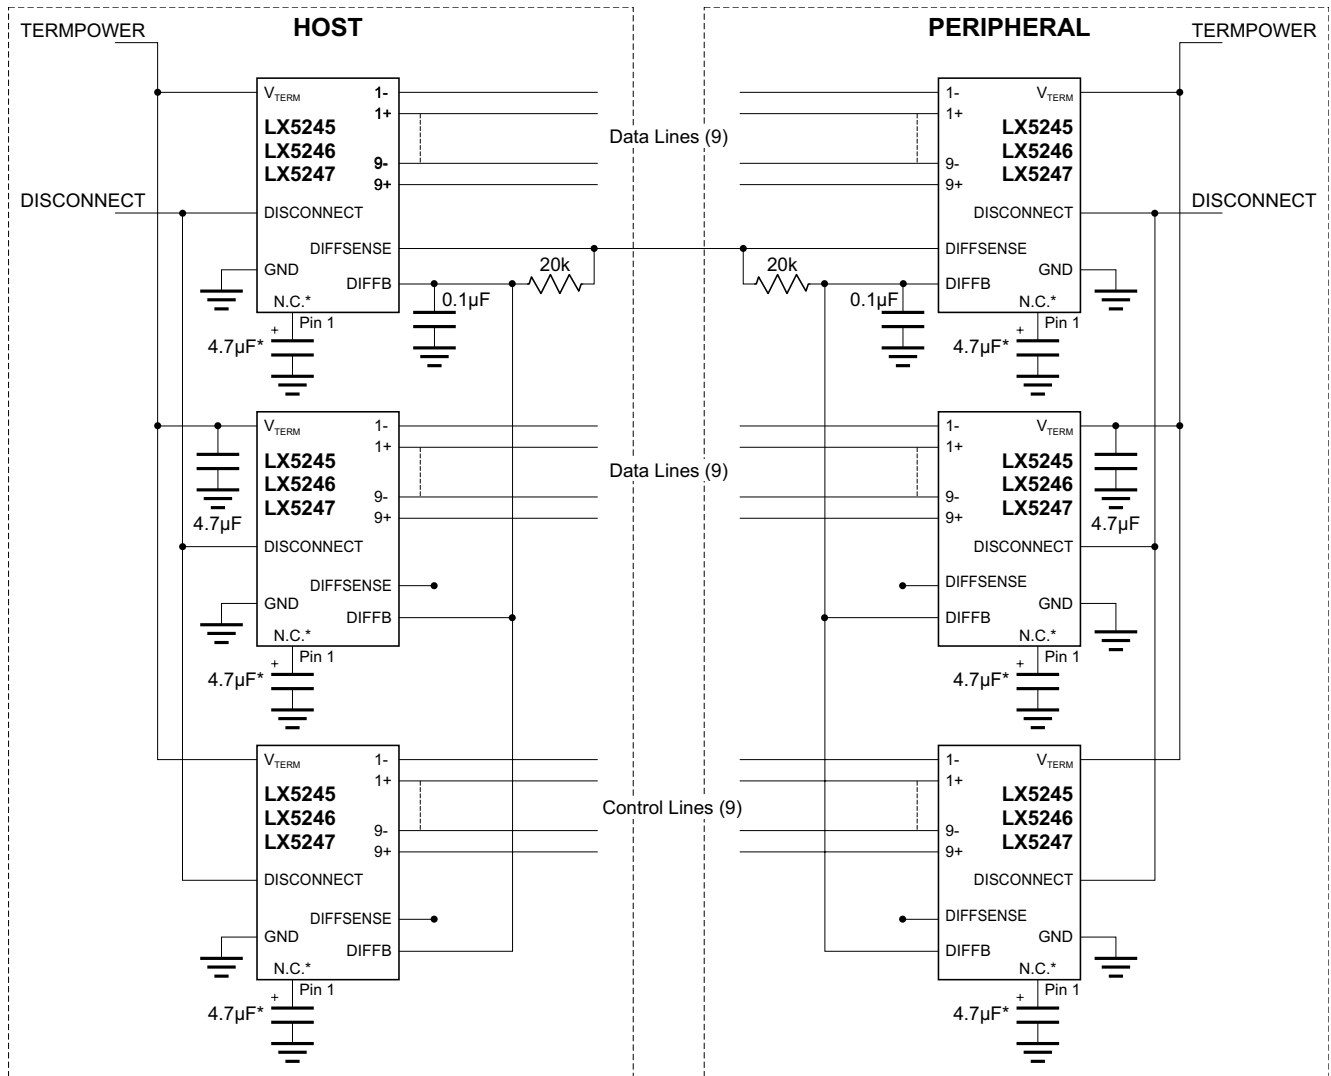 HOST
PERIPHERAL
TERMPOWER
TERMPOWER
VTERM
1-
1+
LX5245
LX5246
LX5247
9-
9+
DISCONNECT
DISCONNECT
DIFFSENSE
GND
DIFFB
N.C.*
Pin 1
+
4.7µF*
20k
0.1µF
Data Lines (9)
1-
1+
VTERM
LX5245
LX5246
LX5247
9-
9+
DISCONNECT
DISCONNECT
DIFFSENSE
GND
DIFFB
N.C.*
Pin 1
+
4.7µF*
20k
0.1µF
VTERM
1-
1+
LX5245
LX5246
LX5247
9-
9+
4.7µF
DISCONNECT
DIFFSENSE
GND
DIFFB
N.C.*
Pin 1
+
4.7µF*
Data Lines (9)
1-
1+
VTERM
LX5245
LX5246
LX5247
9-
9+
4.7µF
DISCONNECT
DIFFSENSE
GND
DIFFB
N.C.*
Pin 1
+
4.7µF*
VTERM
1-
1+
LX5245
LX5246
LX5247
9-
9+
DISCONNECT
DIFFSENSE
GND
DIFFB
N.C.*
Pin 1
+
4.7µF*
Control Lines (9)
1-
1+
VTERM
LX5245
LX5246
LX5247
9-
9+
DISCONNECT
DIFFSENSE
GND
DIFFB
N.C.*
Pin 1
+
4.7µF*